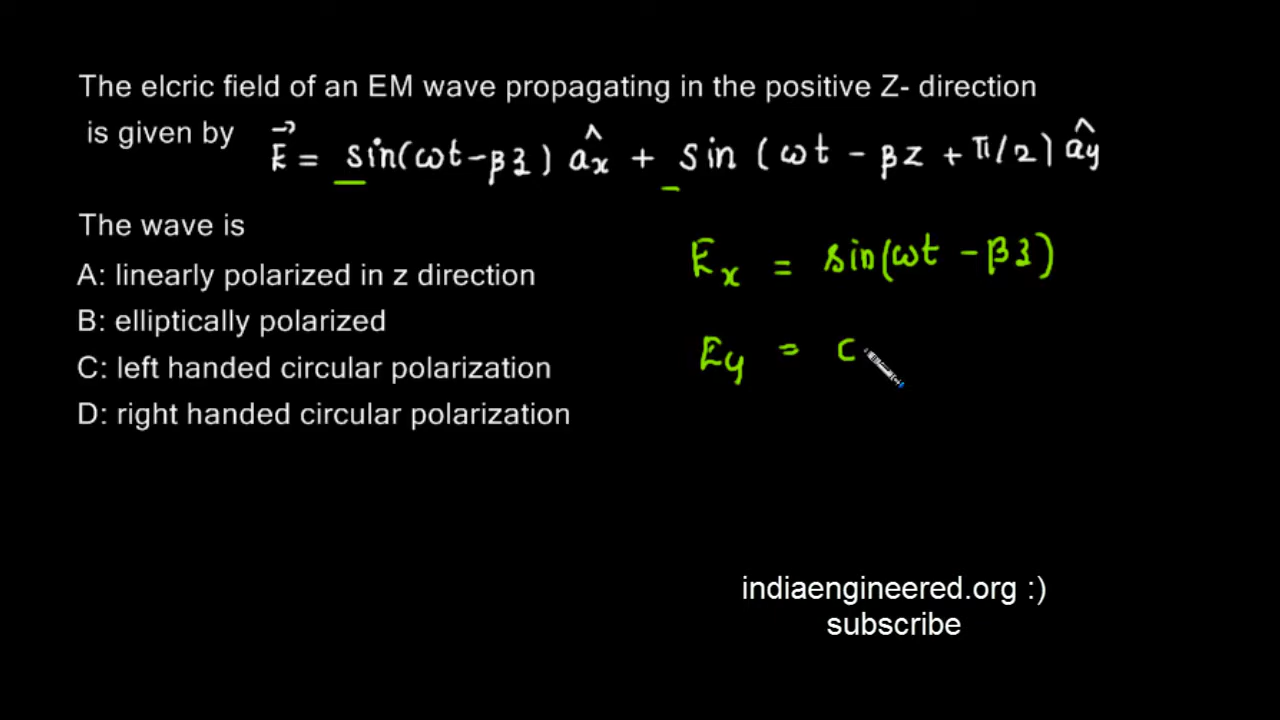 The elcric field of an EM wave propagating in the positive Z- direction
is given by E⃗ = sin(ωt-βz) âx + sin (ωt - βz + π/2) ây
The wave is
A: linearly polarized in z direction
B: elliptically polarized
C: left handed circular polarization
D: right handed circular polarization
Ex = sin(ωt - βz)
Ey = c
indiaengineered.org :)
subscribe